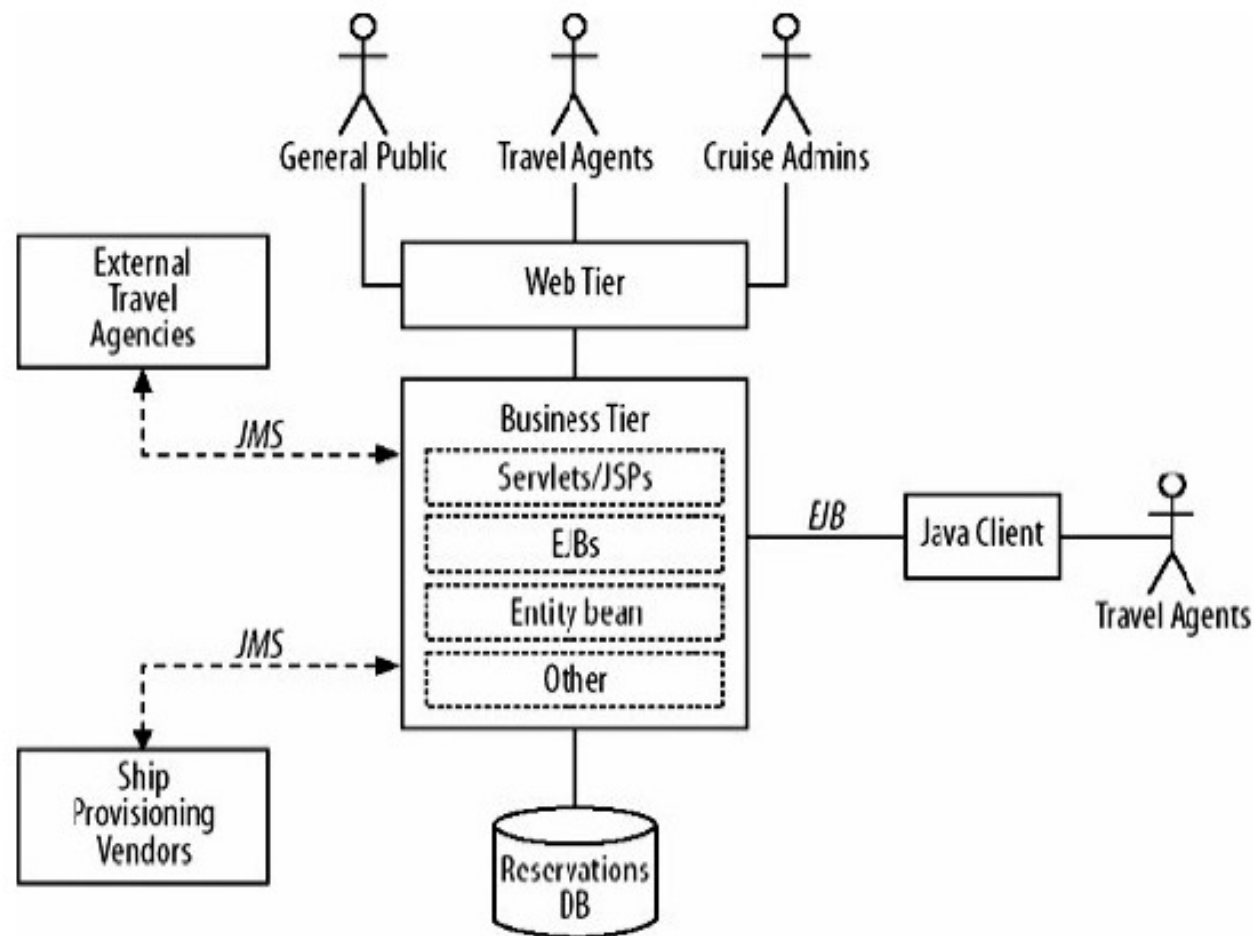 General Public
Travel Agents
Cruise Admins
External
Travel
Agencies
Web Tier
JMS
Business Tier
Servlets/JSPs
EJBs
Entity bean
Other
EJB
Java Client
Travel Agents
JMS
Ship
Provisioning
Vendors
Reservations
DB